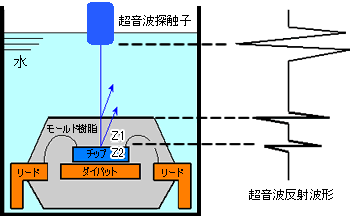 超音波探触子
水
モールド樹脂
Z1
チップ
Z2
リード
ダイパット
リード
超音波反射波形